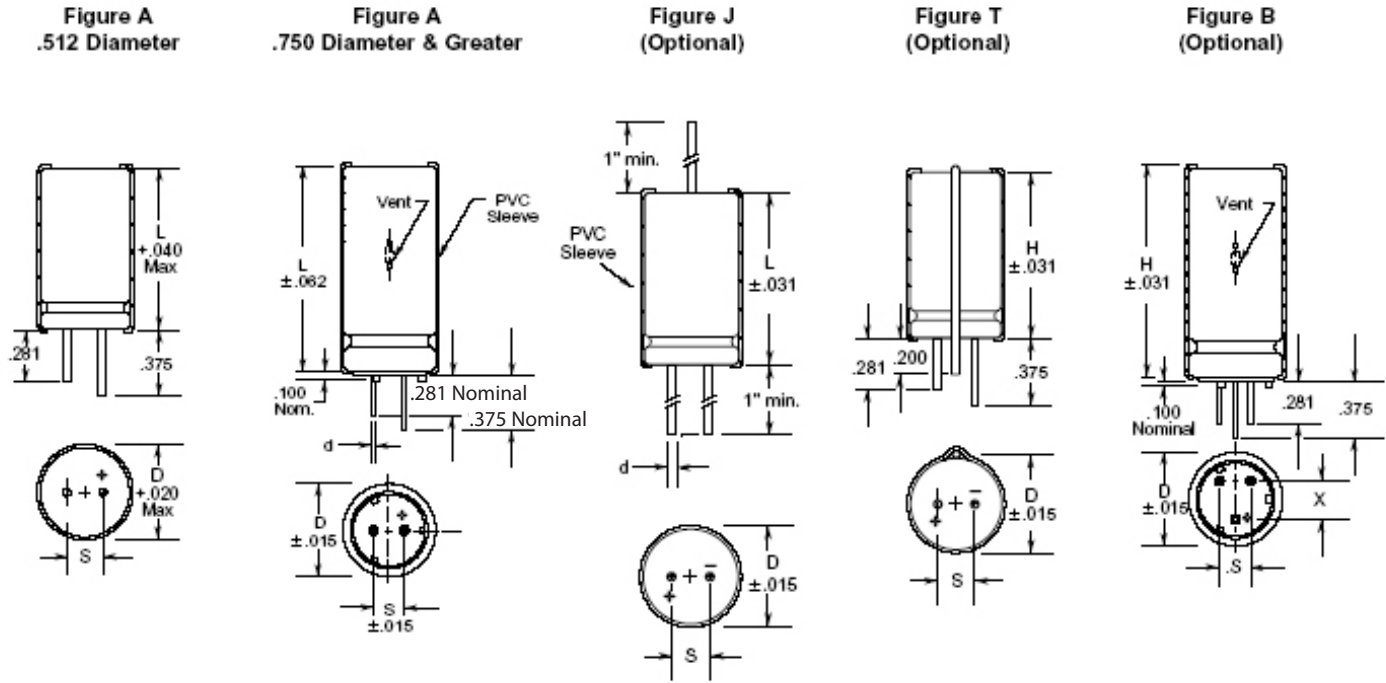 Figure A
.512 Diameter
L
+.040
Max
.281
.375
+
+
D
+.020
Max
S
Figure A
.750 Diameter & Greater
Vent
PVC
Sleeve
L
±.062
.100
Nom.
.281 Nominal
.375 Nominal
d
D
±.015
+
+
S
±.015
Figure J
(Optional)
1" min.
PVC
Sleeve
L
±.031
1" min.
d
+
−
+
D
±.015
S
Figure T
(Optional)
H
±.031
.281
.200
.375
+
−
+
D
±.015
S
Figure B
(Optional)
Vent
H
±.031
.100
Nominal
.281
.375
D
±.015
X
+
.S